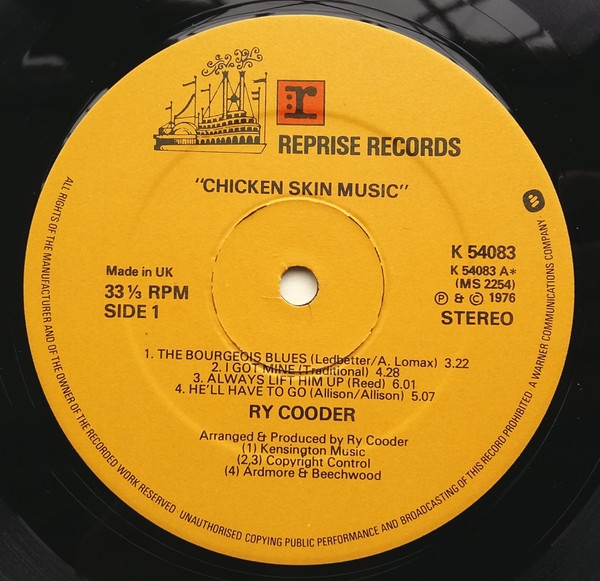 :r
REPRISE RECORDS
"CHICKEN SKIN MUSIC"
Made in UK
33 ⅓ RPM
SIDE 1
K 54083
K 54083 A*
(MS 2254)
Ⓟ & © 1976
STEREO
1. THE BOURGEOIS BLUES (Ledbetter/A. Lomax) 3.22
2. I GOT MINE (Traditional) 4.28
3. ALWAYS LIFT HIM UP (Reed) 6.01
4. HE'LL HAVE TO GO (Allison/Allison) 5.07
RY COODER
Arranged & Produced by Ry Cooder
(1) Kensington Music
(2,3) Copyright Control
(4) Ardmore & Beechwood
ALL RIGHTS OF THE MANUFACTURER AND OF THE OWNER OF THE RECORDED WORK RESERVED UNAUTHORISED COPYING PUBLIC PERFORMANCE AND BROADCASTING OF THIS RECORD PROHIBITED A WARNER COMMUNICATIONS COMPANY